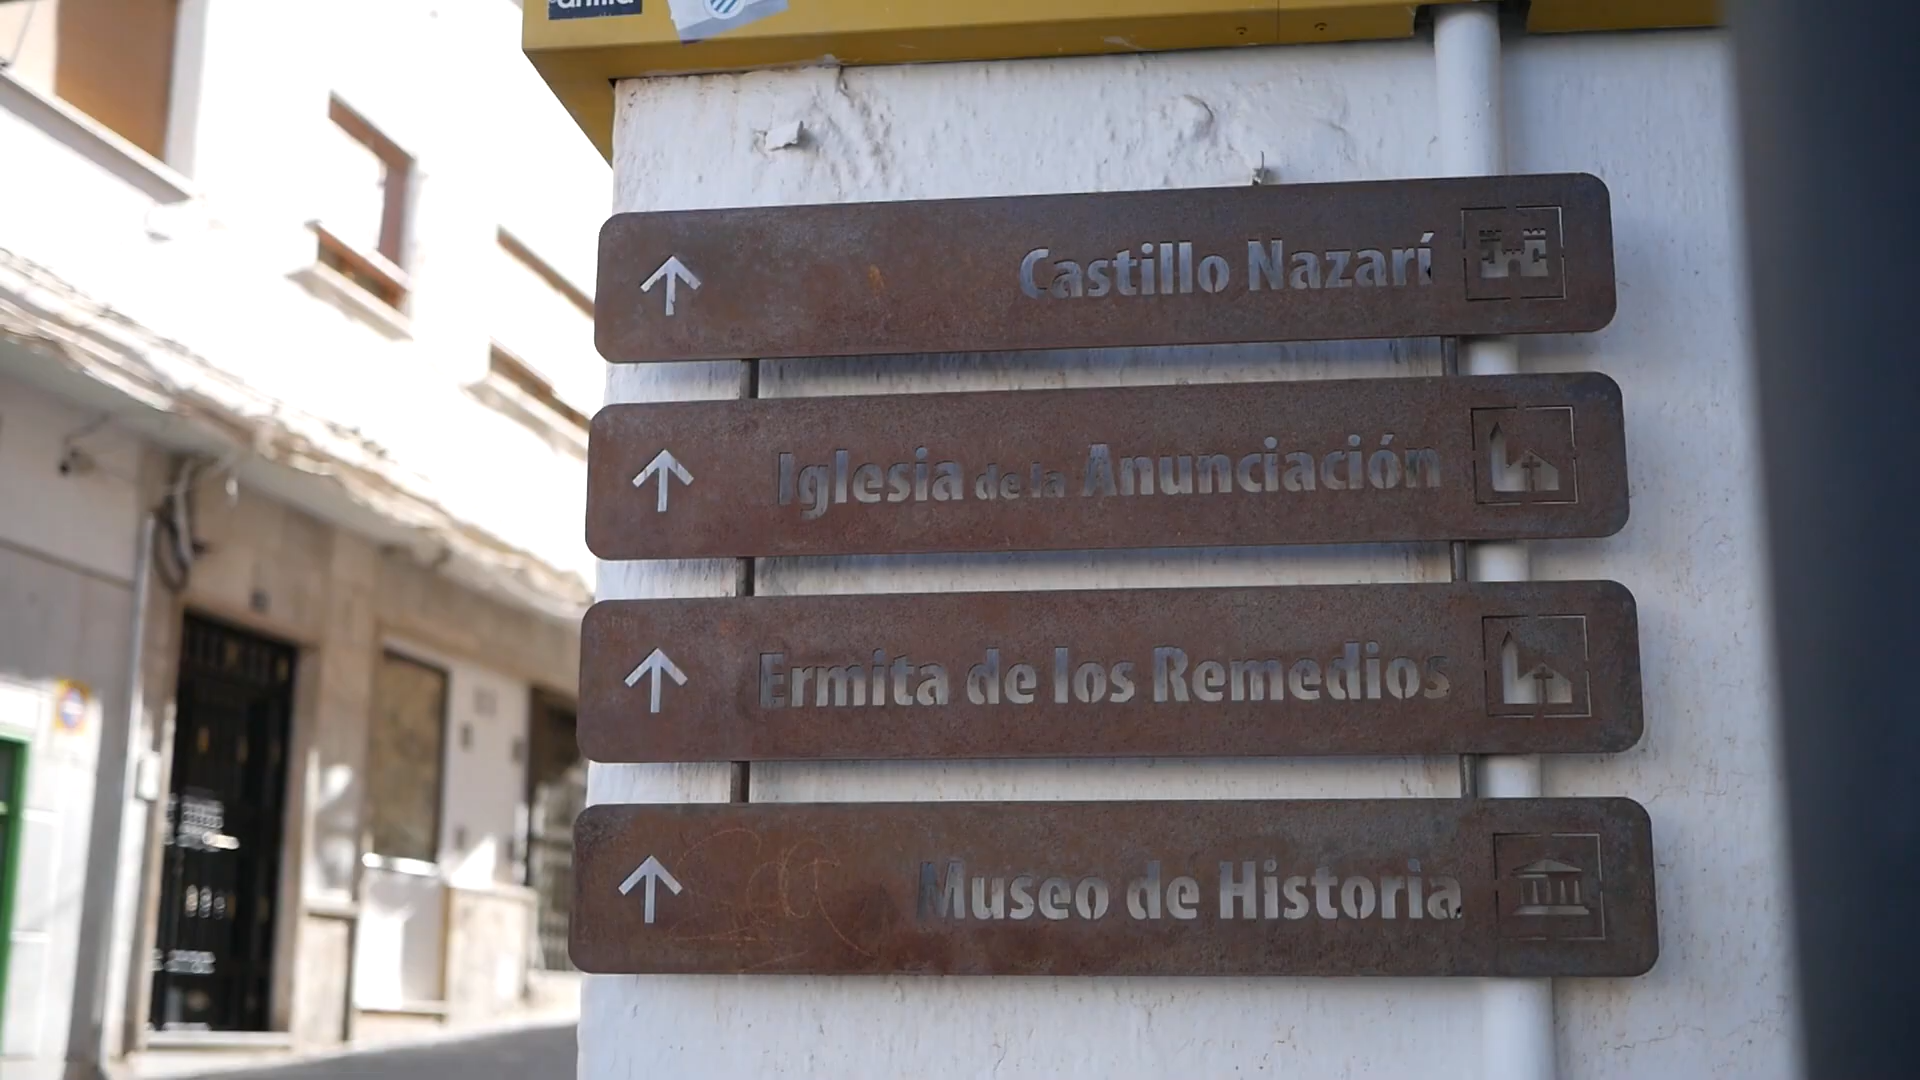 Castillo Nazarí
Iglesia de la Anunciación
Ermita de los Remedios
Museo de Historia